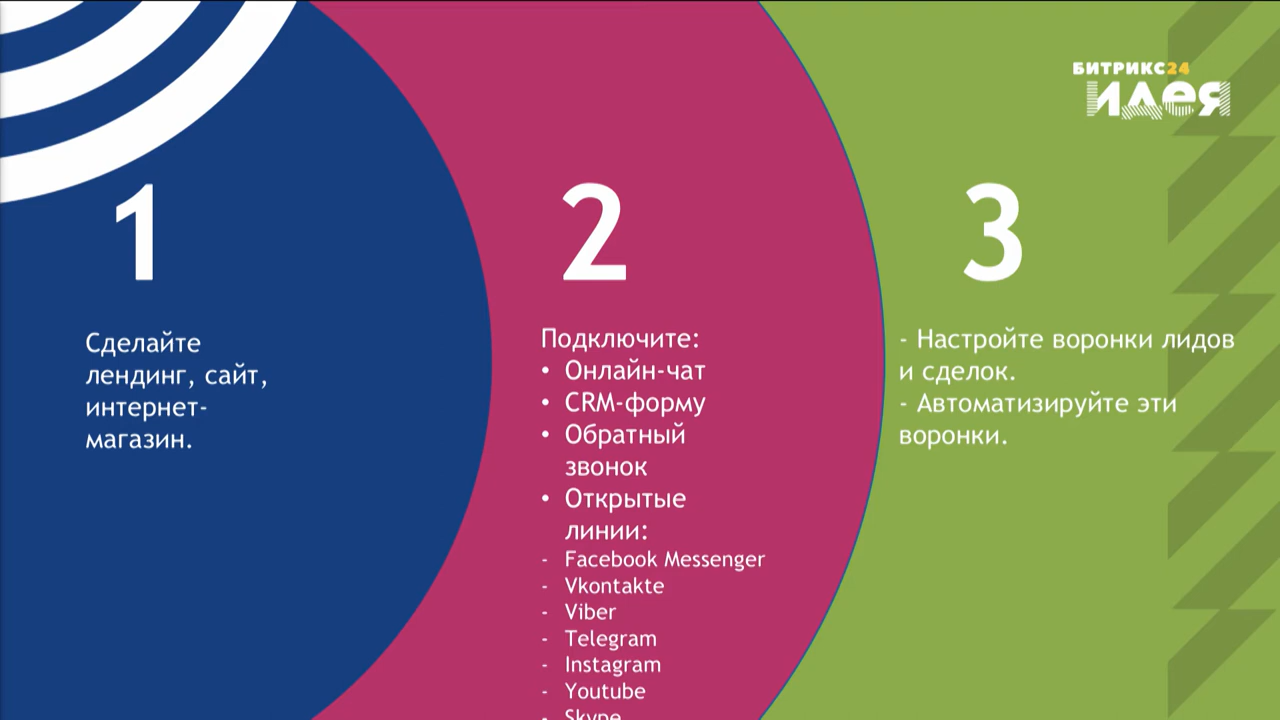 БИТРИКС24
идея
1
Сделайте
лендинг, сайт,
интернет-
магазин.
2
Подключите:
• Онлайн-чат
• CRM-форму
• Обратный
звонок
• Открытые
линии:
- Facebook Messenger
- Vkontakte
- Viber
- Telegram
- Instagram
- Youtube
- Skype
3
- Настройте воронки лидов
и сделок.
- Автоматизируйте эти
воронки.